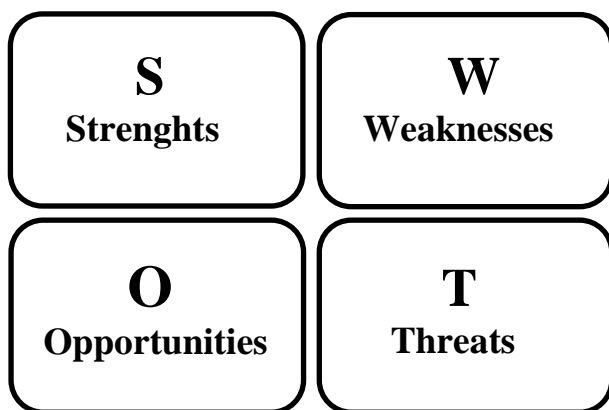 S
Strenghts
W
Weaknesses
O
Opportunities
T
Threats